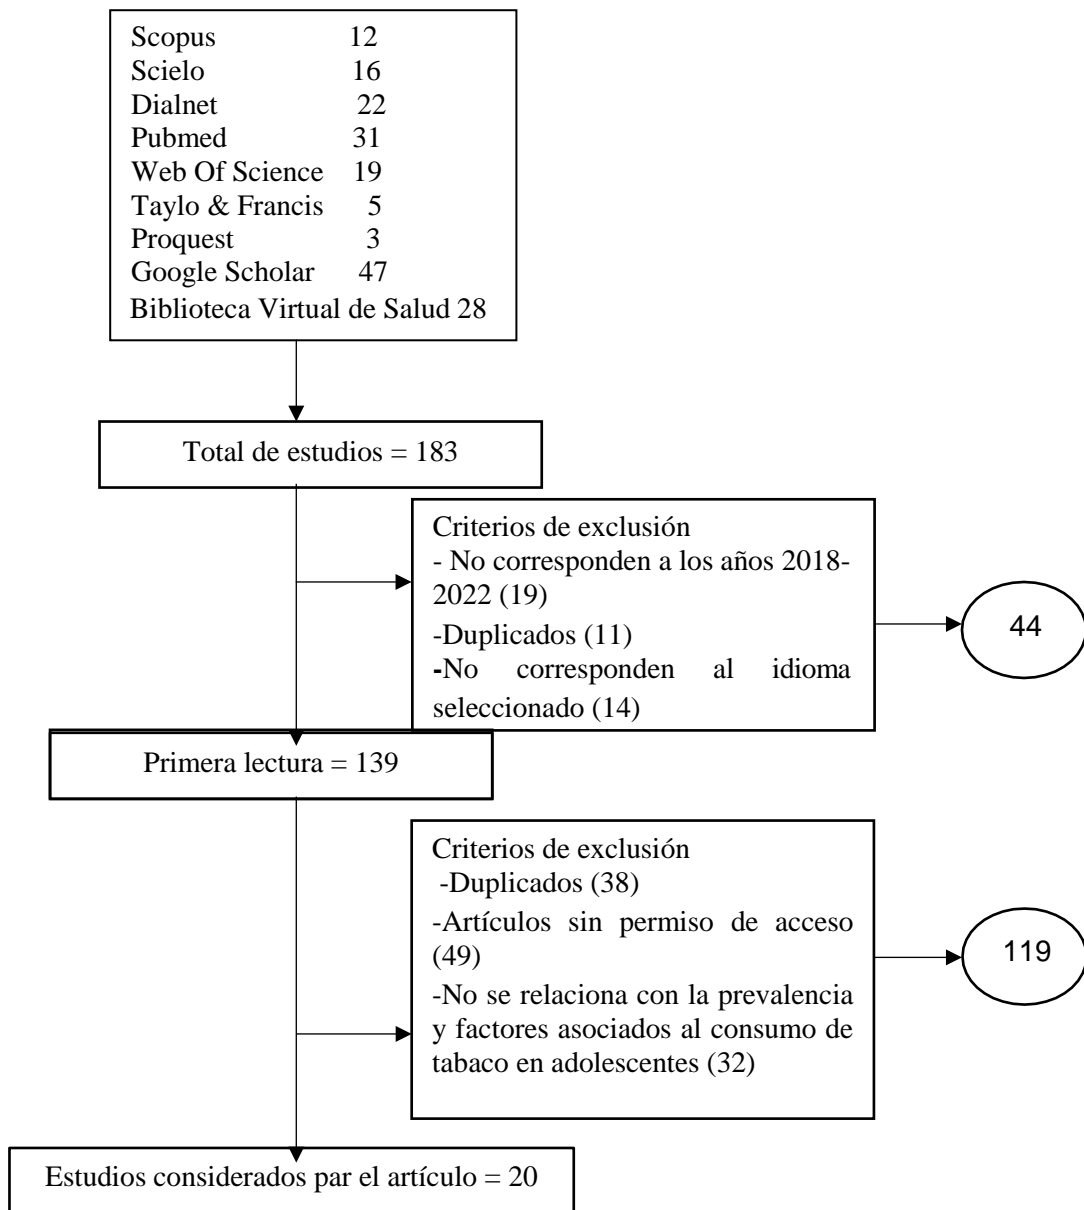 Scopus 12
Scielo 16
Dialnet 22
Pubmed 31
Web Of Science 19
Taylo & Francis 5
Proquest 3
Google Scholar 47
Biblioteca Virtual de Salud 28
Total de estudios = 183
Criterios de exclusión
- No corresponden a los años 2018-
2022 (19)
-Duplicados (11)
-No corresponden al idioma
seleccionado (14)
44
Primera lectura = 139
Criterios de exclusión
-Duplicados (38)
-Artículos sin permiso de acceso
(49)
-No se relaciona con la prevalencia
y factores asociados al consumo de
tabaco en adolescentes (32)
119
Estudios considerados par el artículo = 20